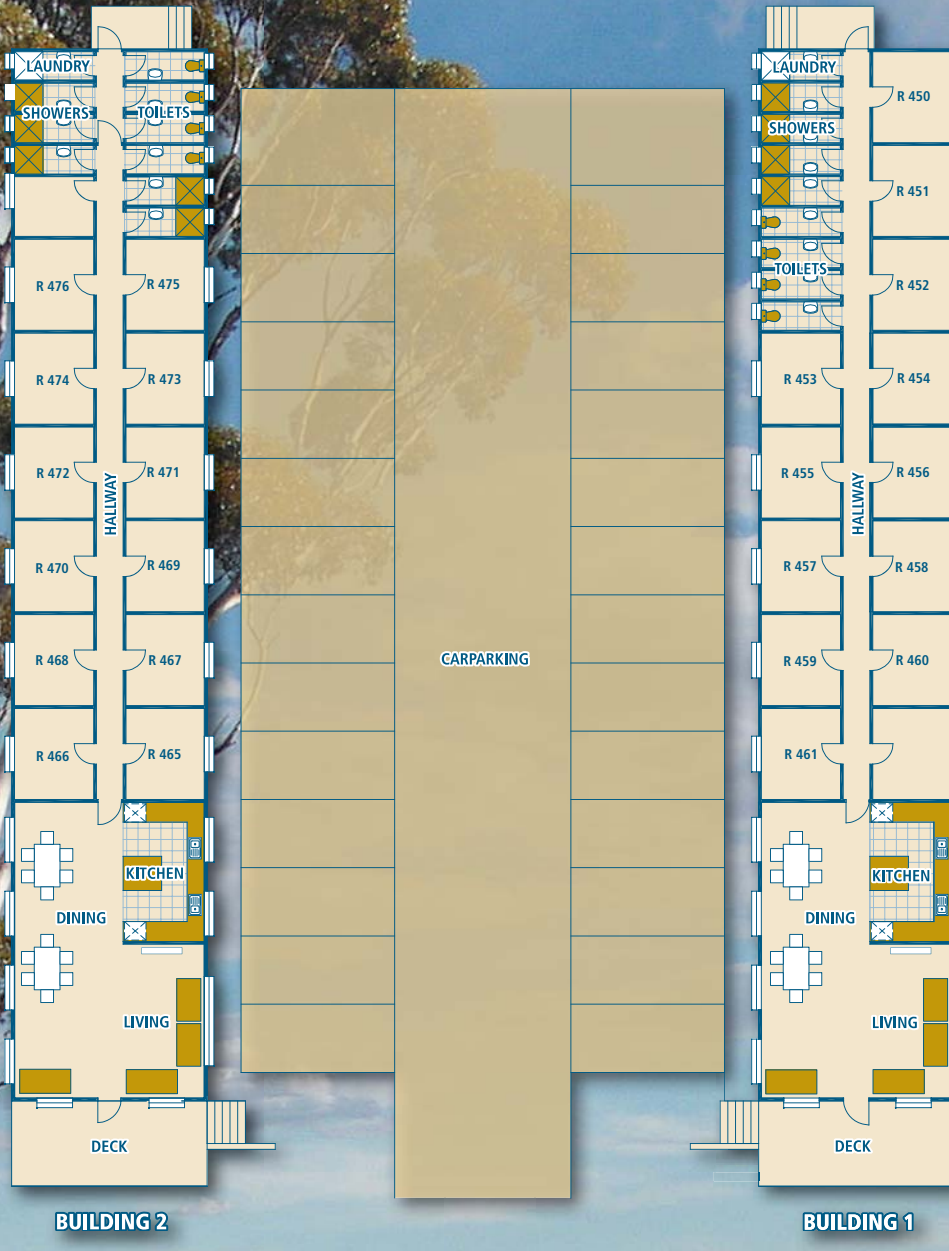 LAUNDRY
SHOWERS
TOILETS
R 476
R 475
R 474
R 473
R 472
R 471
HALLWAY
R 470
R 469
R 468
R 467
R 466
R 465
KITCHEN
DINING
LIVING
DECK
BUILDING 2
CARPARKING
LAUNDRY
R 450
SHOWERS
R 451
TOILETS
R 452
R 453
R 454
R 455
R 456
HALLWAY
R 457
R 458
R 459
R 460
R 461
KITCHEN
DINING
LIVING
DECK
BUILDING 1